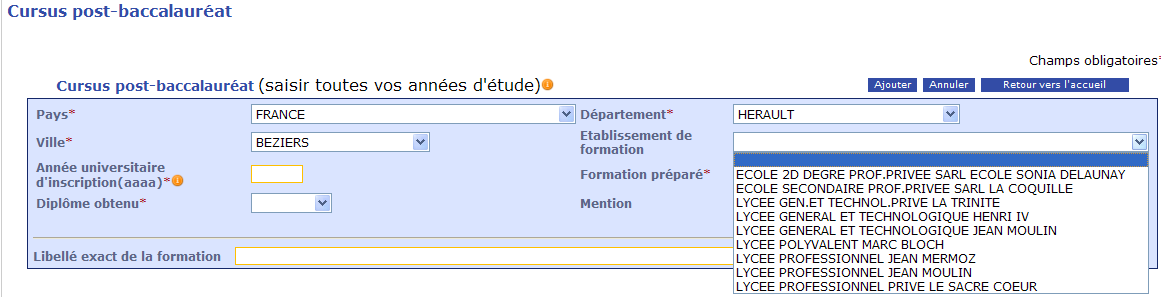 Cursus post-baccalauréat
Champs obligatoires*
Cursus post-baccalauréat (saisir toutes vos années d'étude)
Ajouter Annuler Retour vers l'accueil
Pays* FRANCE Département* HERAULT
Ville* BEZIERS Etablissement de formation
Année universitaire d'inscription(aaaa)* Formation préparé*
Diplôme obtenu* Mention
ECOLE 2D DEGRE PROF.PRIVEE SARL ECOLE SONIA DELAUNAY
ECOLE SECONDAIRE PROF.PRIVEE SARL LA COQUILLE
LYCEE GEN.ET TECHNOL.PRIVE LA TRINITE
LYCEE GENERAL ET TECHNOLOGIQUE HENRI IV
LYCEE GENERAL ET TECHNOLOGIQUE JEAN MOULIN
LYCEE POLYVALENT MARC BLOCH
LYCEE PROFESSIONNEL JEAN MERMOZ
LYCEE PROFESSIONNEL JEAN MOULIN
LYCEE PROFESSIONNEL PRIVE LE SACRE COEUR
Libellé exact de la formation